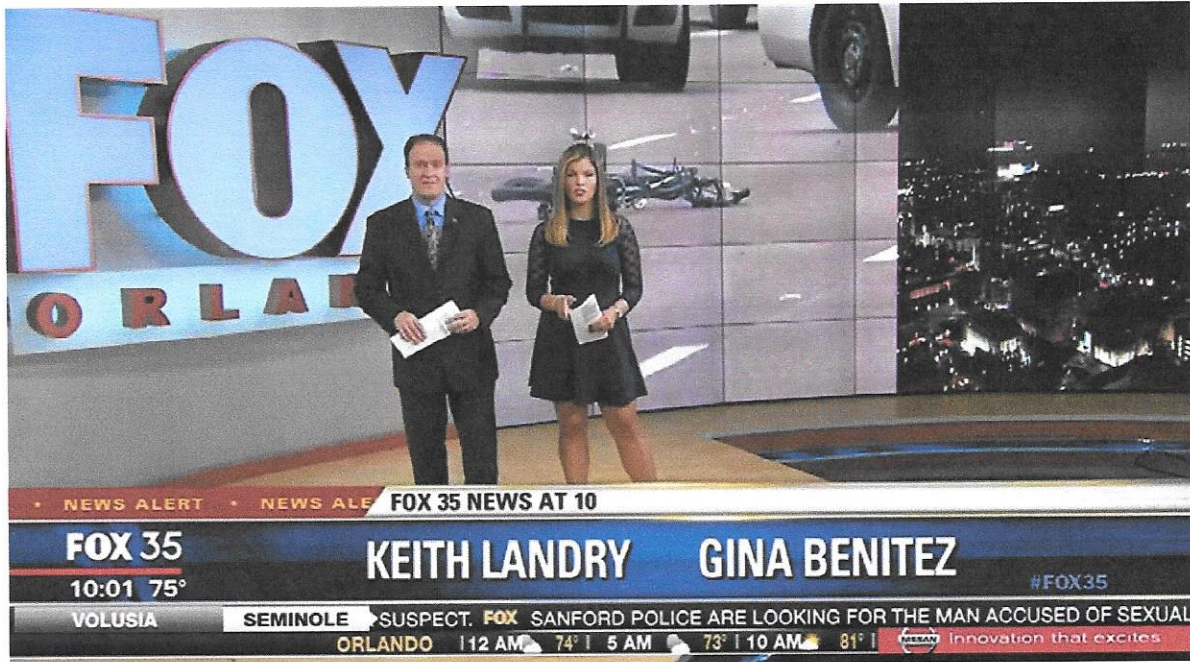 FOX
ORLAN
• NEWS ALERT • NEWS ALE
FOX 35 NEWS AT 10
FOX 35
KEITH LANDRY GINA BENITEZ
#FOX35
10:01 75°
VOLUSIA SEMINOLE SUSPECT. FOX SANFORD POLICE ARE LOOKING FOR THE MAN ACCUSED OF SEXUAL
ORLANDO 12 AM 74° 5 AM 73° 10 AM 81° NISSAN Innovation that excites